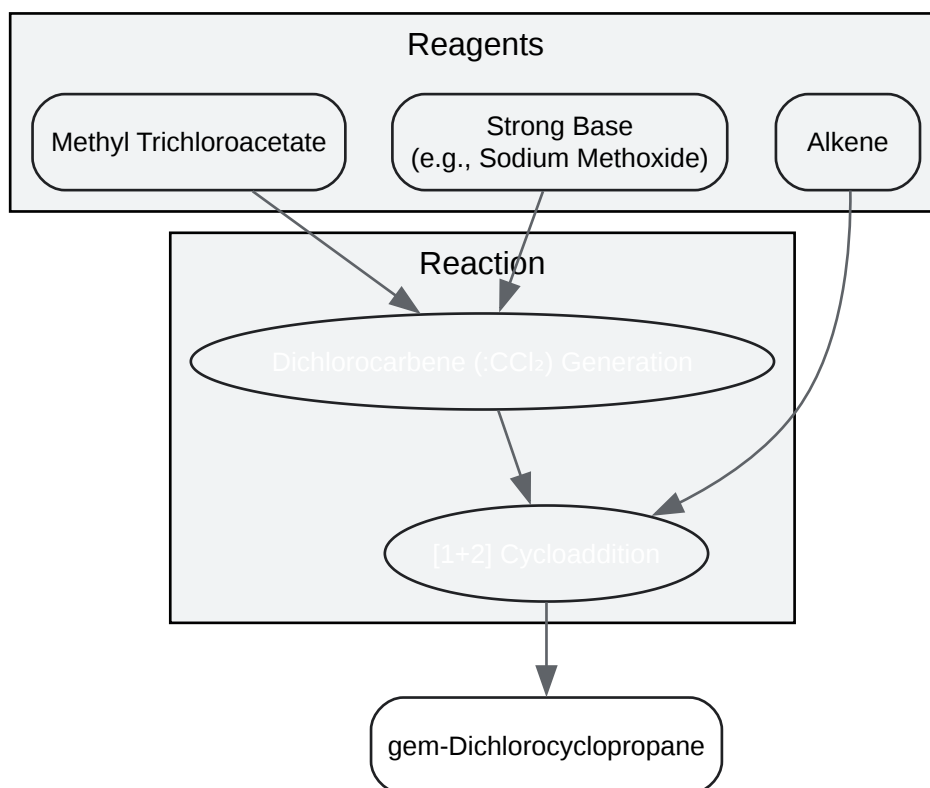 Reagents
Methyl Trichloroacetate
Strong Base
(e.g., Sodium Methoxide)
Alkene
Reaction
Dichlorocarbene (:CCl₂) Generation
[1+2] Cycloaddition
gem-Dichlorocyclopropane